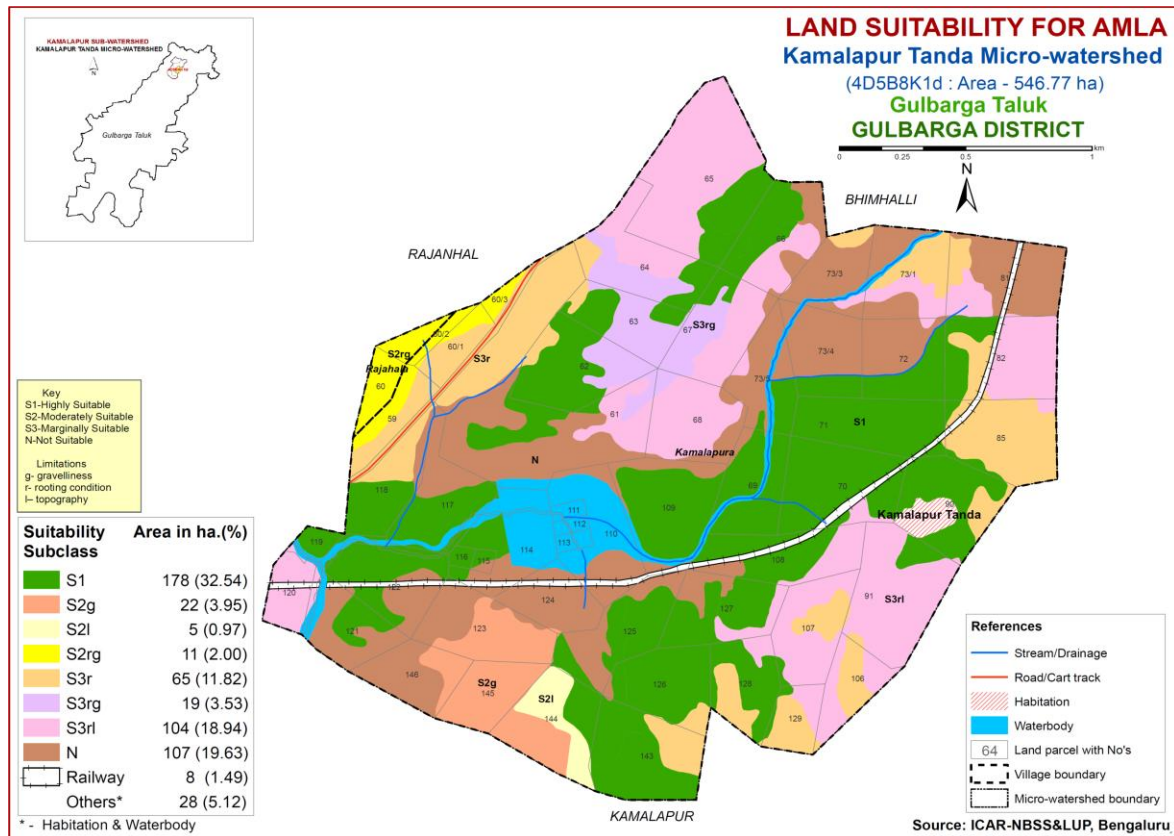 LAND SUITABILITY FOR AMLA
Kamalapur Tanda Micro-watershed
(4D5B8K1d : Area - 546.77 ha)
Gulbarga Taluk
GULBARGA DISTRICT
0 0.25 0.5 1 km
N
KAMALAPUR SUB-WATERSHED
KAMALAPUR TANDA MICRO-WATERSHED
N
Gulbarga Taluk
BHIMHALLI
RAJANHAL
65
66
64
73/3
73/1
81
60/3
63
67
S3rg
60/2
60/1
S2rg
S3r
Rajahala
62
73/4
72
82
60
73/5
59
61
68
71
S1
85
N
Kamalapura
118
117
109
69
70
90
Kamalapur Tanda
111
112
110
119
114
113
116
115
108
120
122
124
91
S3rl
127
107
121
123
125
146
S2g
145
126
128
106
S2l
144
129
143
KAMALAPUR
Key
S1-Highly Suitable
S2-Moderately Suitable
S3-Marginally Suitable
N-Not Suitable
Limitations
g- gravelliness
r- rooting condition
l– topography
Suitability Subclass Area in ha.(%)
S1 178 (32.54)
S2g 22 (3.95)
S2l 5 (0.97)
S2rg 11 (2.00)
S3r 65 (11.82)
S3rg 19 (3.53)
S3rl 104 (18.94)
N 107 (19.63)
Railway 8 (1.49)
Others* 28 (5.12)
* - Habitation & Waterbody
References
Stream/Drainage
Road/Cart track
Habitation
Waterbody
64 Land parcel with No's
Village boundary
Micro-watershed boundary
Source: ICAR-NBSS&LUP, Bengaluru